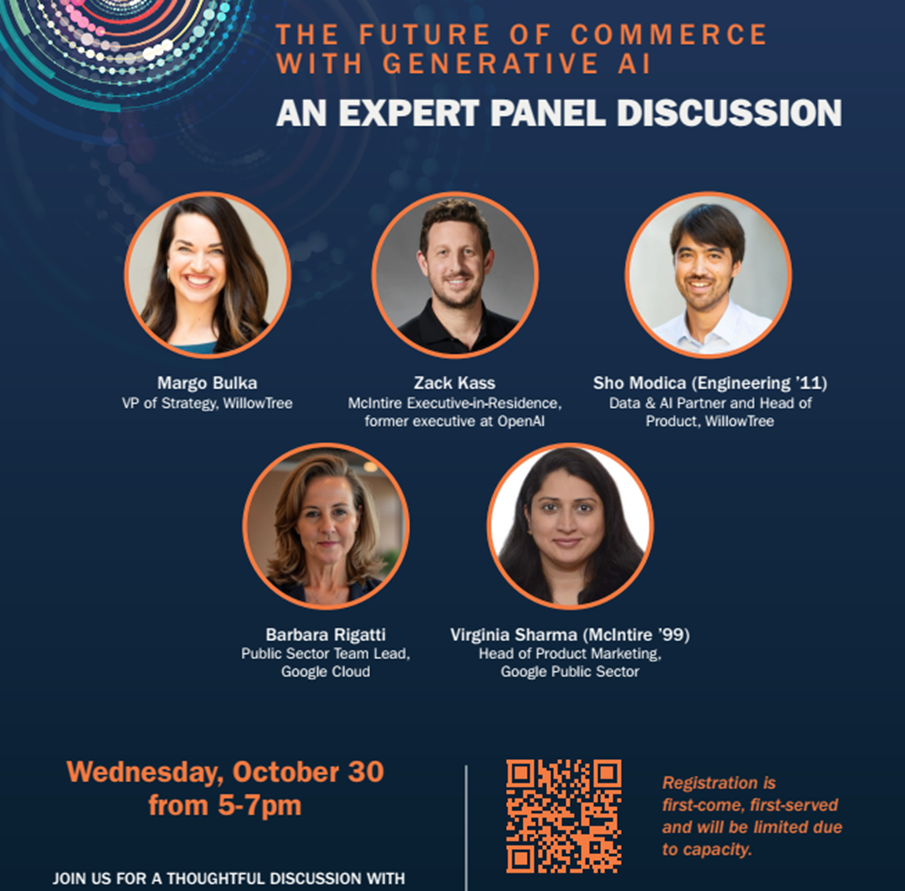 THE FUTURE OF COMMERCE
WITH GENERATIVE AI
AN EXPERT PANEL DISCUSSION
Margo Bulka
VP of Strategy, WillowTree
Zack Kass
McIntire Executive-in-Residence,
former executive at OpenAI
Sho Modica (Engineering ’11)
Data & AI Partner and Head of
Product, WillowTree
Barbara Rigatti
Public Sector Team Lead,
Google Cloud
Virginia Sharma (McIntire ’99)
Head of Product Marketing,
Google Public Sector
Wednesday, October 30
from 5-7pm
Registration is
first-come, first-served
and will be limited due
to capacity.
JOIN US FOR A THOUGHTFUL DISCUSSION WITH